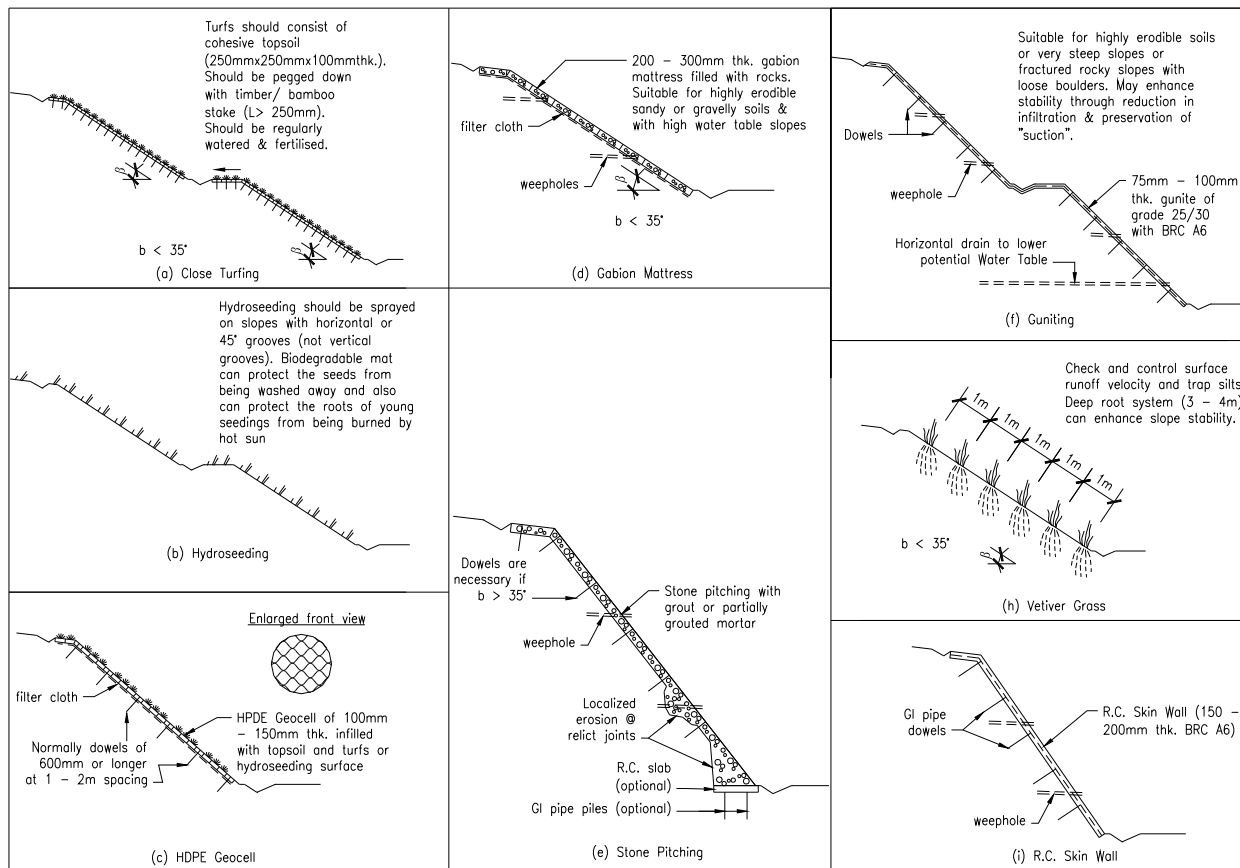 Turfs should consist of
cohesive topsoil
(250mmx250mmx100mmthk.).
Should be pegged down
with timber/ bamboo
stake (L> 250mm).
Should be regularly
watered & fertilised.
β
β
b < 35°
(a) Close Turfing
Hydroseeding should be sprayed
on slopes with horizontal or
45° grooves (not vertical
grooves). Biodegradable mat
can protect the seeds from
being washed away and also
can protect the roots of young
seedings from being burned by
hot sun
(b) Hydroseeding
Enlarged front view
filter cloth
HPDE Geocell of 100mm
- 150mm thk. infilled
with topsoil and turfs or
hydroseeding surface
Normally dowels of
600mm or longer
at 1 - 2m spacing
(c) HDPE Geocell
200 - 300mm thk. gabion
mattress filled with rocks.
Suitable for highly erodible
sandy or gravelly soils &
with high water table slopes
filter cloth
weepholes
β
b < 35°
(d) Gabion Mattress
Dowels are
necessary if
b > 35°
Stone pitching with
grout or partially
grouted mortar
weephole
Localized
erosion @
relict joints
R.C. slab
(optional)
GI pipe piles (optional)
(e) Stone Pitching
Suitable for highly erodible soils
or very steep slopes or
fractured rocky slopes with
loose boulders. May enhance
stability through reduction in
infiltration & preservation of
"suction".
Dowels
weephole
75mm - 100mm
thk. gunite of
grade 25/30
with BRC A6
Horizontal drain to lower
potential Water Table
(f) Guniting
Check and control surface
runoff velocity and trap silts
Deep root system (3 - 4m)
can enhance slope stability.
1m
1m
1m
1m
1m
b < 35°
β
(h) Vetiver Grass
GI pipe
dowels
R.C. Skin Wall (150 -
200mm thk. BRC A6)
weephole
(i) R.C. Skin Wall